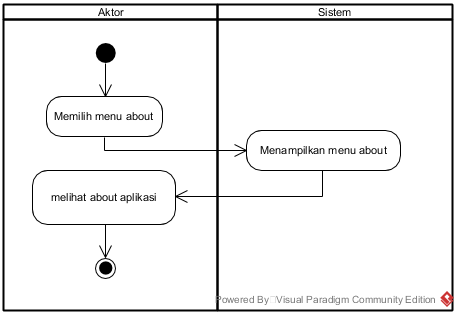 Aktor
Sistem
Memilih menu about
Menampilkan menu about
melihat about aplikasi
Powered By Visual Paradigm Community Edition